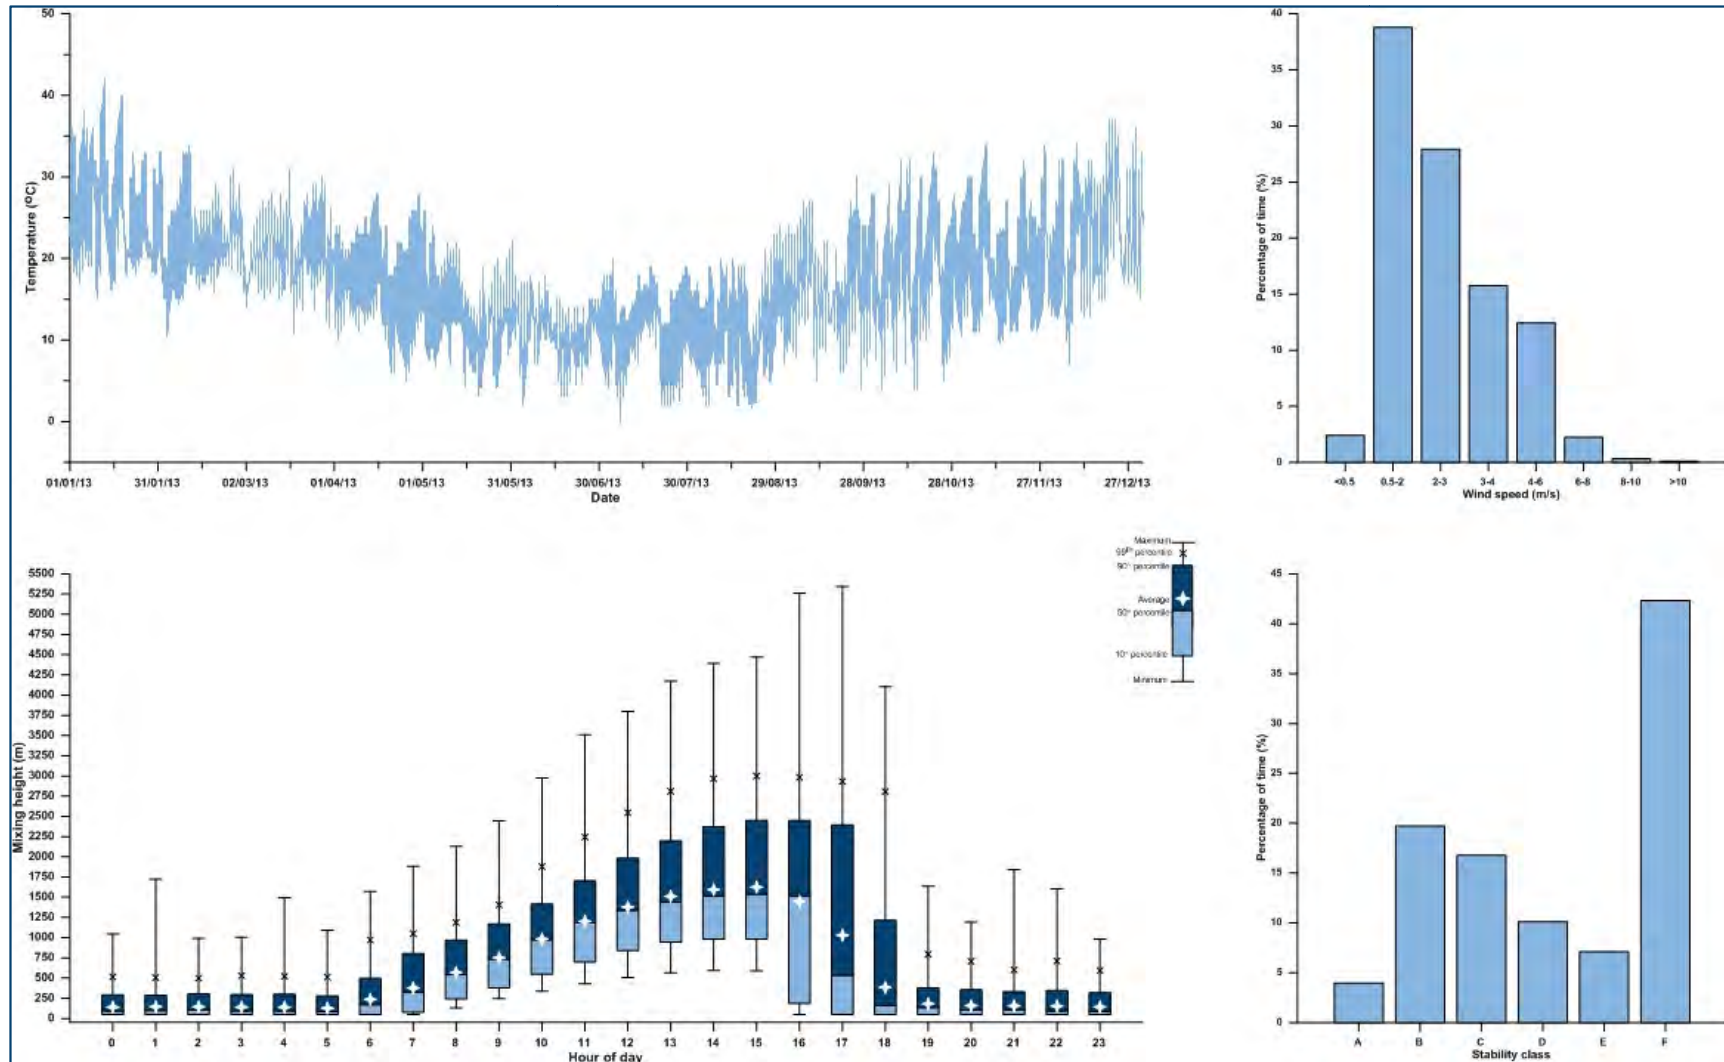 50
40
30
20
10
0
Temperature (ºC)
01/01/13 31/01/13 02/03/13 01/04/13 01/05/13 31/05/13 30/06/13 30/07/13 29/08/13 28/09/13 28/10/13 27/11/13 27/12/13
Date
40
35
30
25
20
15
10
5
0
Percentage of time (%)
<0.5 0.5-2 2-3 3-4 4-6 6-8 8-10 >10
Wind speed (m/s)
5500
5250
5000
4750
4500
4250
4000
3750
3500
3250
3000
2750
2500
2250
2000
1750
1500
1250
1000
750
500
250
0
Mixing height (m)
0 1 2 3 4 5 6 7 8 9 10 11 12 13 14 15 16 17 18 19 20 21 22 23
Hour of day
Maximum
percentile
percentile
Average
percentile
percentile
Minimum
45
40
35
30
25
20
15
10
5
0
Percentage of time (%)
A B C D E F
Stability class